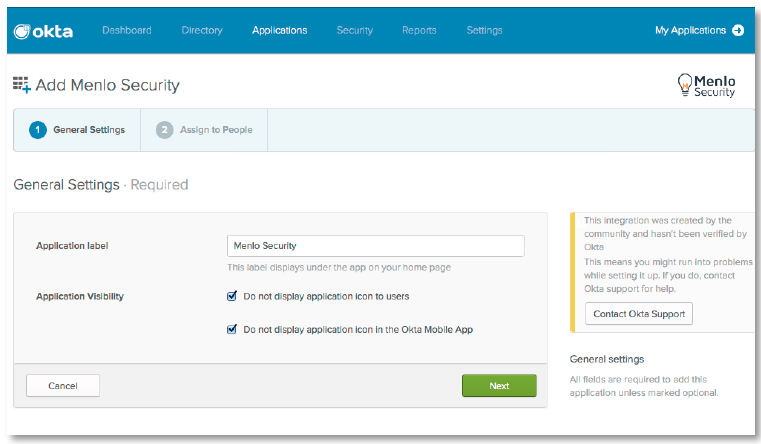 okta Dashboard Directory Applications Security Reports Settings My Applications
Add Menlo Security
Menlo
Security
1 General Settings 2 Assign to People
General Settings · Required
Application label Menlo Security
This label displays under the app on your home page
Application Visibility Do not display application icon to users
Do not display application icon in the Okta Mobile App
Cancel Next
This integration was created by the
community and hasn't been verified by
Okta
This means you might run into problems
while setting it up. If you do, contact
Okta support for help.
Contact Okta Support
General settings
All fields are required to add this
application unless marked optional.